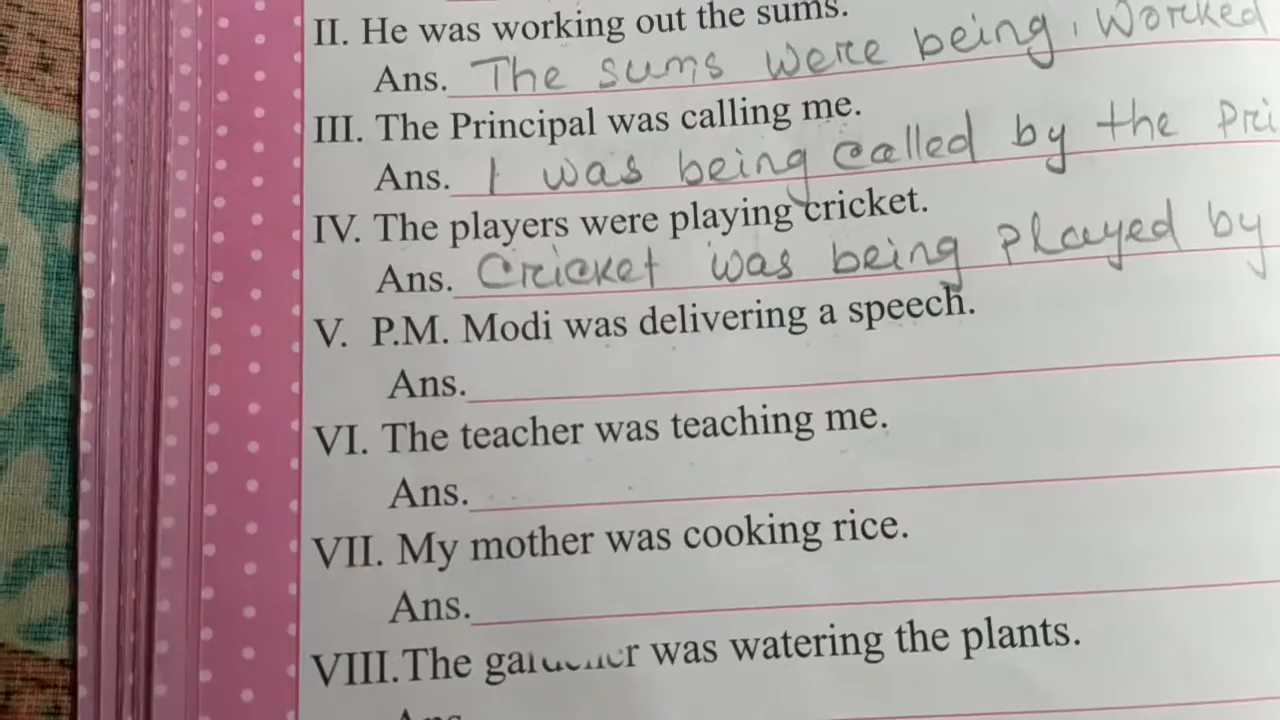 II. He was working out the sums.
Ans. The sums were being, Worked
III. The Principal was calling me.
Ans. I was being called by the Pri
IV. The players were playing cricket.
Ans. Cricket was being played by
V. P.M. Modi was delivering a speech.
Ans.
VI. The teacher was teaching me.
Ans.
VII. My mother was cooking rice.
Ans.
VIII. The was watering the plants.
Ans.